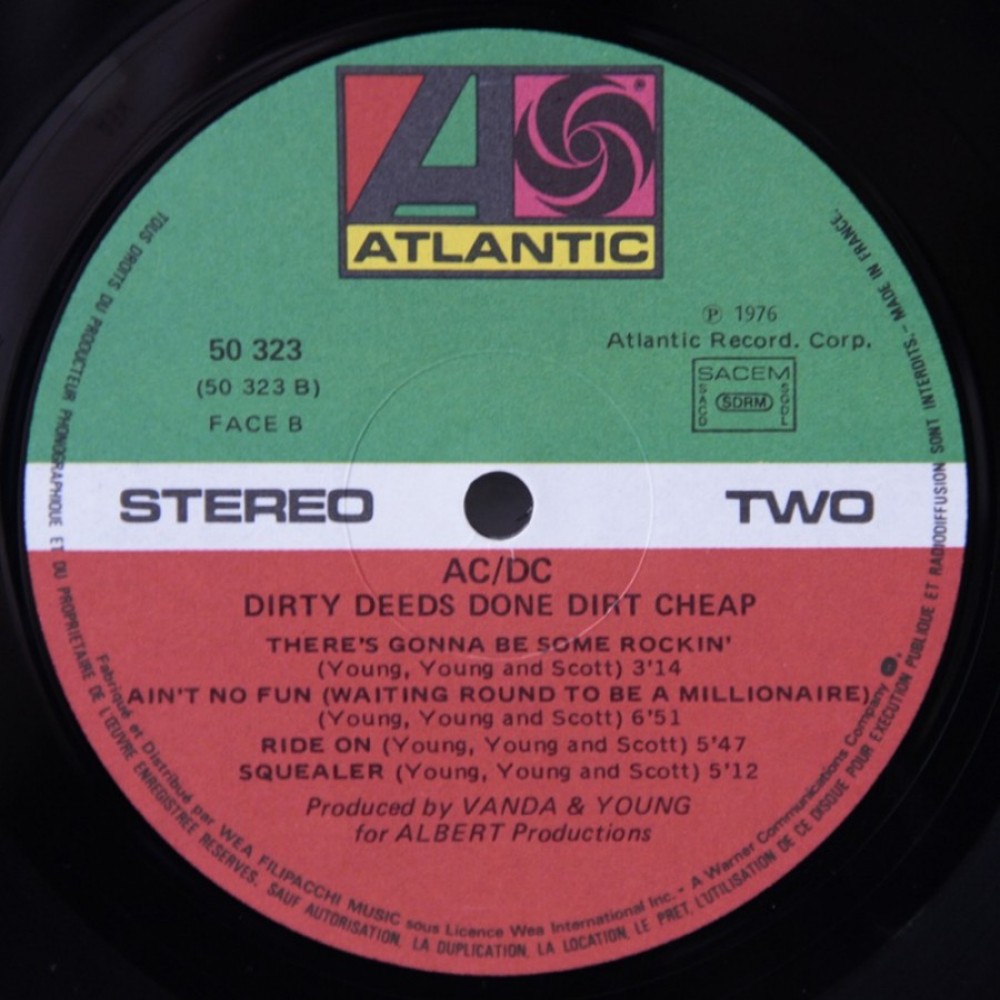 ATLANTIC
®
℗ 1976
Atlantic Record. Corp.
50 323
(50 323 B)
FACE B
SACEM
SACD SDRM SGDL
STEREO TWO
AC/DC
DIRTY DEEDS DONE DIRT CHEAP
THERE'S GONNA BE SOME ROCKIN'
(Young, Young and Scott) 3'14
AIN'T NO FUN (WAITING ROUND TO BE A MILLIONAIRE)
(Young, Young and Scott) 6'51
RIDE ON (Young, Young and Scott) 5'47
SQUEALER (Young, Young and Scott) 5'12
Produced by VANDA & YOUNG
for ALBERT Productions
Fabriqué et Distribué par WEA FILIPACCHI MUSIC sous Licence Wea International Inc. - A Warner Communications Company
TOUS DROITS DU PRODUCTEUR PHONOGRAPHIQUE ET DU PROPRIETAIRE DE L'ŒUVRE ENREGISTREE RESERVES. SAUF AUTORISATION, LA DUPLICATION, LA LOCATION, LE PRET, L'UTILISATION DE CE DISQUE POUR EXECUTION PUBLIQUE ET RADIODIFFUSION SONT INTERDITS. - MADE IN FRANCE.